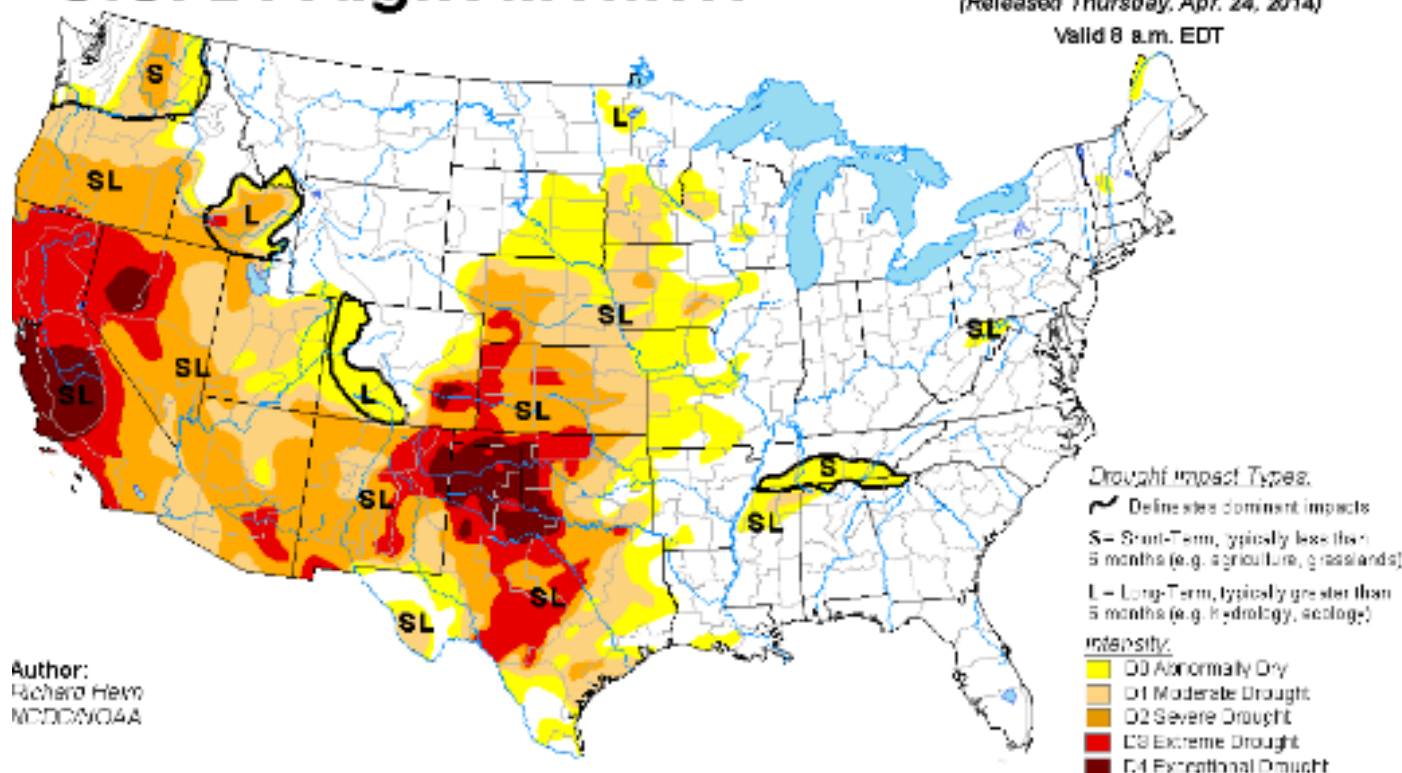 (Released Thursday, Apr. 24, 2014)
Valid 8 a.m. EDT
S
L
SL
L
SL
SL
SL
SL
L
SL
S
SL
SL
SL
SL
Drought Impact Types:
Delineates dominant impacts
S = Short-Term, typically less than
6 months (e.g. agriculture, grasslands)
L = Long-Term, typically greater than
6 months (e.g. hydrology, ecology)
Intensity:
D0 Abnormally Dry
D1 Moderate Drought
D2 Severe Drought
D3 Extreme Drought
D4 Exceptional Drought
Author:
Richard Heim
NCDC/NOAA